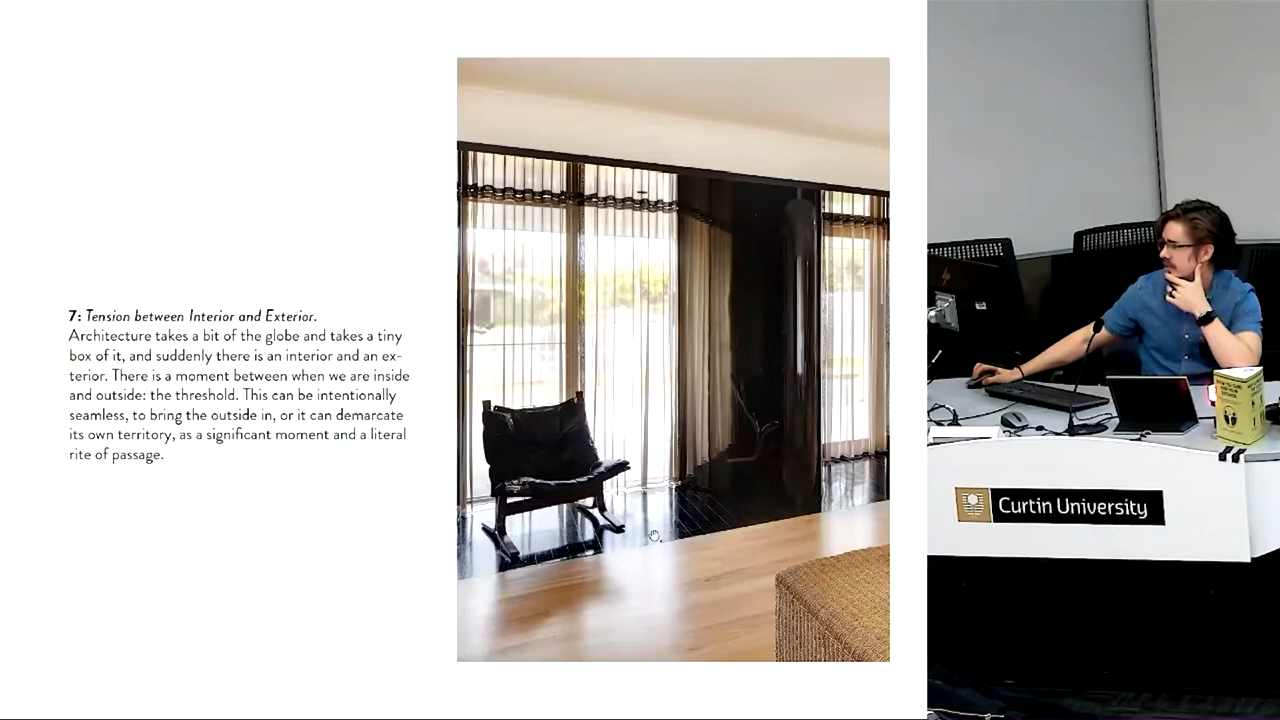 7: Tension between Interior and Exterior.
Architecture takes a bit of the globe and takes a tiny
box of it, and suddenly there is an interior and an ex-
terior. There is a moment between when we are inside
and outside: the threshold. This can be intentionally
seamless, to bring the outside in, or it can demarcate
its own territory, as a significant moment and a literal
rite of passage.
Curtin University